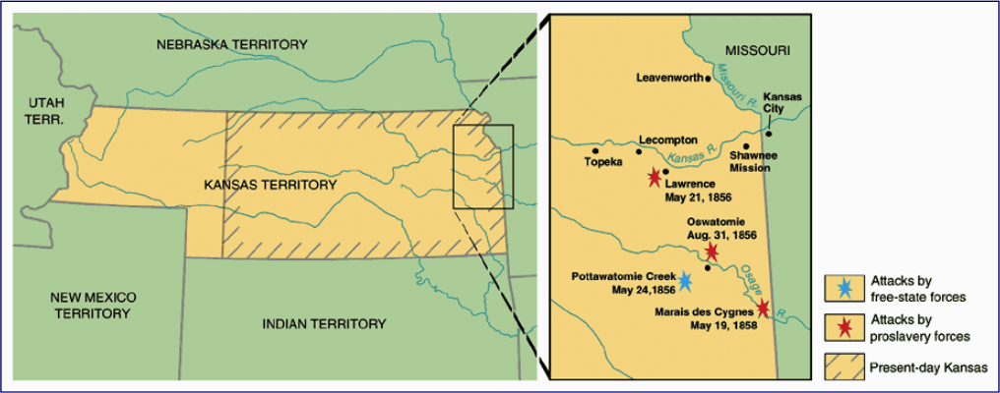 NEBRASKA TERRITORY
UTAH
TERR.
KANSAS TERRITORY
NEW MEXICO
TERRITORY
INDIAN TERRITORY
MISSOURI
Leavenworth
Missouri R.
Kansas
City
Lecompton
Topeka
Kansas R.
Shawnee
Mission
Lawrence
May 21, 1856
Oswatomie
Aug. 31, 1856
Pottawatomie Creek
May 24,1856
Osage R.
Marais des Cygnes
May 19, 1858
Attacks by
free-state forces
Attacks by
proslavery forces
Present-day Kansas